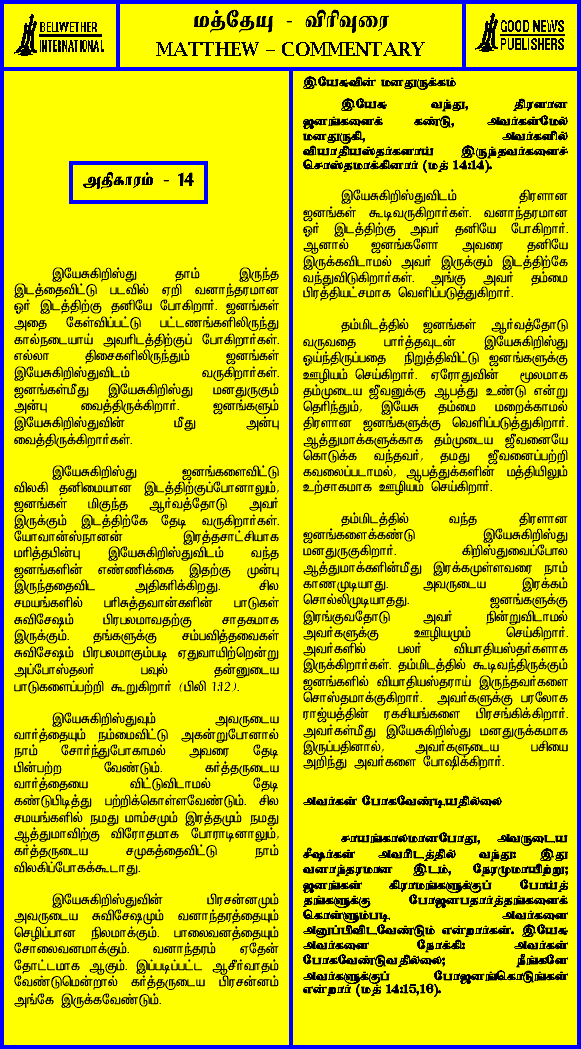 BELIWETHER
INTERNATIONAL
மத்தேயு - விரிவுரை
MATTHEW – COMMENTARY
GOOD NEWS
PUBLISHERS
அதிகாரம் - 14
இயேசுகிறிஸ்து தாம் இருந்த
இடத்தைவிட்டு படவில் ஏறி வனாந்தரமான
ஓர் இடத்திற்கு தனியே போகிறார். ஜனங்கள்
அதை கேள்விப்பட்டு பட்டணங்களிலிருந்து
கால்நடையாய் அவரிடத்திற்குப் போகிறார்கள்.
எல்லா திசைகளிலிருந்தும் ஜனங்கள்
இயேசுகிறிஸ்துவிடம் வருகிறார்கள்.
ஜனங்கள்மீது இயேசுகிறிஸ்து மனதுருகும்
அன்பு வைத்திருக்கிறார். ஜனங்களும்
இயேசுகிறிஸ்துவின் மீது அன்பு
வைத்திருக்கிறார்கள்.
இயேசுகிறிஸ்து ஜனங்களைவிட்டு
விலகி தனிமையான இடத்திற்குப்போனாலும்,
ஜனங்கள் மிகுந்த ஆர்வத்தோடு அவர்
இருக்கும் இடத்திற்கே தேடி வருகிறார்கள்.
யோவான்ஸ்நானன் இரத்தசாட்சியாக
மரித்தபின்பு இயேசுகிறிஸ்துவிடம் வந்த
ஜனங்களின் எண்ணிக்கை இதற்கு முன்பு
இருந்ததைவிட அதிகரிக்கிறது. சில
சமயங்களில் பரிசுத்தவான்களின் பாடுகள்
சுவிசேஷம் பிரபலமாவதற்கு சாதகமாக
இருக்கும். தங்களுக்கு சம்பவித்தவைகள்
சுவிசேஷம் பிரபலமாகும்படி ஏதுவாயிற்றென்று
அப்போஸ்தலர் பவுல் தன்னுடைய
பாடுகளைப்பற்றி கூறுகிறார் (பிலி 1:12).
இயேசுகிறிஸ்துவும் அவருடைய
வார்த்தையும் நம்மைவிட்டு அகன்றுபோனால்
நாம் சோர்ந்துபோகாமல் அவரை தேடி
பின்பற்ற வேண்டும். கர்த்தருடைய
வார்த்தையை விட்டுவிடாமல் தேடி
கண்டுபிடித்து பற்றிக்கொள்ளவேண்டும். சில
சமயங்களில் நமது மாம்சமும் இரத்தமும் நமது
ஆத்துமாவிற்கு விரோதமாக போராடினாலும்,
கர்த்தருடைய சமுகத்தைவிட்டு நாம்
விலகிப்போகக்கூடாது.
இயேசுகிறிஸ்துவின் பிரசன்னமும்
அவருடைய சுவிசேஷமும் வனாந்தரத்தையும்
செழிப்பான நிலமாக்கும். பாலைவனத்தையும்
சோலைவனமாக்கும். வனாந்தரம் ஏதேன்
தோட்டமாக ஆகும். இப்படிப்பட்ட ஆசீர்வாதம்
வேண்டுமென்றால் கர்த்தருடைய பிரசன்னம்
அங்கே இருக்கவேண்டும்.
இயேசுவின் மனதுருக்கம்
இயேசு வந்து, திரளான
ஜனங்களைக் கண்டு, அவர்கள்மேல்
மனதுருகி, அவர்களில்
வியாதியஸ்தர்களாய் இருந்தவர்களைச்
சொஸ்தமாக்கினார் (மத் 14:14).
இயேசுகிறிஸ்துவிடம் திரளான
ஜனங்கள் கூடிவருகிறார்கள். வனாந்தரமான
ஓர் இடத்திற்கு அவர் தனியே போகிறார்.
ஆனால் ஜனங்களோ அவரை தனியே
இருக்கவிடாமல் அவர் இருக்கும் இடத்திற்கே
வந்துவிடுகிறார்கள். அங்கு அவர் தம்மை
பிரத்தியட்சமாக வெளிப்படுத்துகிறார்.
தம்மிடத்தில் ஜனங்கள் ஆர்வத்தோடு
வருவதை பார்த்தவுடன் இயேசுகிறிஸ்து
ஓய்ந்திருப்பதை நிறுத்திவிட்டு ஜனங்களுக்கு
ஊழியம் செய்கிறார். ஏரோதுவின் மூலமாக
தம்முடைய ஜீவனுக்கு ஆபத்து உண்டு என்று
தெரிந்தும், இயேசு தம்மை மறைக்காமல்
திரளான ஜனங்களுக்கு வெளிப்படுத்துகிறார்.
ஆத்துமாக்களுக்காக தம்முடைய ஜீவனையே
கொடுக்க வந்தவர், தமது ஜீவனைப்பற்றி
கவலைப்படாமல், ஆபத்துக்களின் மத்தியிலும்
உற்சாகமாக ஊழியம் செய்கிறார்.
தம்மிடத்தில் வந்த திரளான
ஜனங்களைக்கண்டு இயேசுகிறிஸ்து
மனதுருகுகிறார். கிறிஸ்துவைப்போல
ஆத்துமாக்களின்மீது இரக்கமுள்ளவரை நாம்
காணமுடியாது. அவருடைய இரக்கம்
சொல்லிமுடியாதது. ஜனங்களுக்கு
இரங்குவதோடு அவர் நின்றுவிடாமல்
அவர்களுக்கு ஊழியமும் செய்கிறார்.
அவர்களில் பலர் வியாதியஸ்தர்களாக
இருக்கிறார்கள். தம்மிடத்தில் கூடிவந்திருக்கும்
ஜனங்களில் வியாதியஸ்தராய் இருந்தவர்களை
சொஸ்தமாக்குகிறார். அவர்களுக்கு பரலோக
ராஜ்யத்தின் ரகசியங்களை பிரசங்கிக்கிறார்.
அவர்கள்மீது இயேசுகிறிஸ்து மனதுருக்கமாக
இருப்பதினால், அவர்களுடைய பசியை
அறிந்து அவர்களை போஷிக்கிறார்.
அவர்கள் போகவேண்டியதில்லை
சாயங்காலமானபோது, அவருடைய
சீஷர்கள் அவரிடத்தில் வந்து: இது
வனாந்தரமான இடம், நேரமுமாயிற்று;
ஜனங்கள் கிராமங்களுக்குப் போய்த்
தங்களுக்கு போஜனபதார்த்தங்களைக்
கொள்ளும்படி அவர்களை
அனுப்பிவிடவேண்டும் என்றார்கள். இயேசு
அவர்களை நோக்கி: அவர்கள்
போகவேண்டுவதில்லை; நீங்களே
அவர்களுக்குப் போஜனங்கொடுங்கள்
என்றார் (மத் 14:15,16).